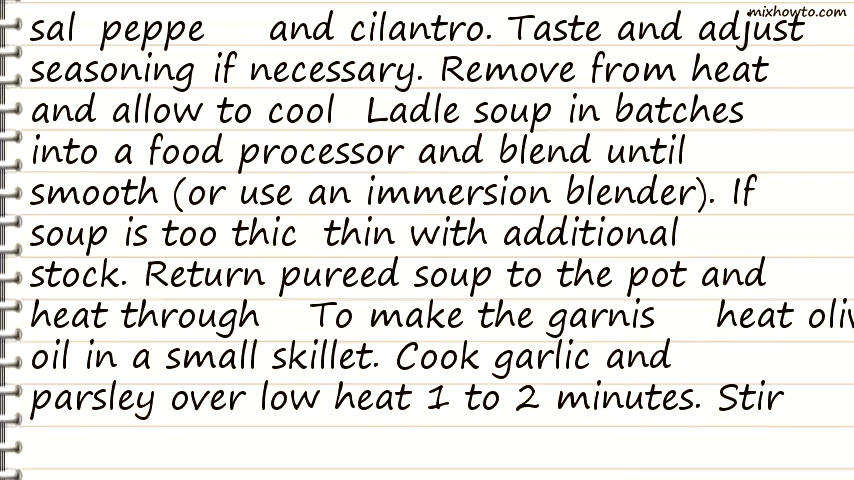 mixhowto.com
sal peppe and cilantro. Taste and adjust
seasoning if necessary. Remove from heat
and allow to cool Ladle soup in batches
into a food processor and blend until
smooth (or use an immersion blender). If
soup is too thic thin with additional
stock. Return pureed soup to the pot and
heat through To make the garnis heat oliv
oil in a small skillet. Cook garlic and
parsley over low heat 1 to 2 minutes. Stir